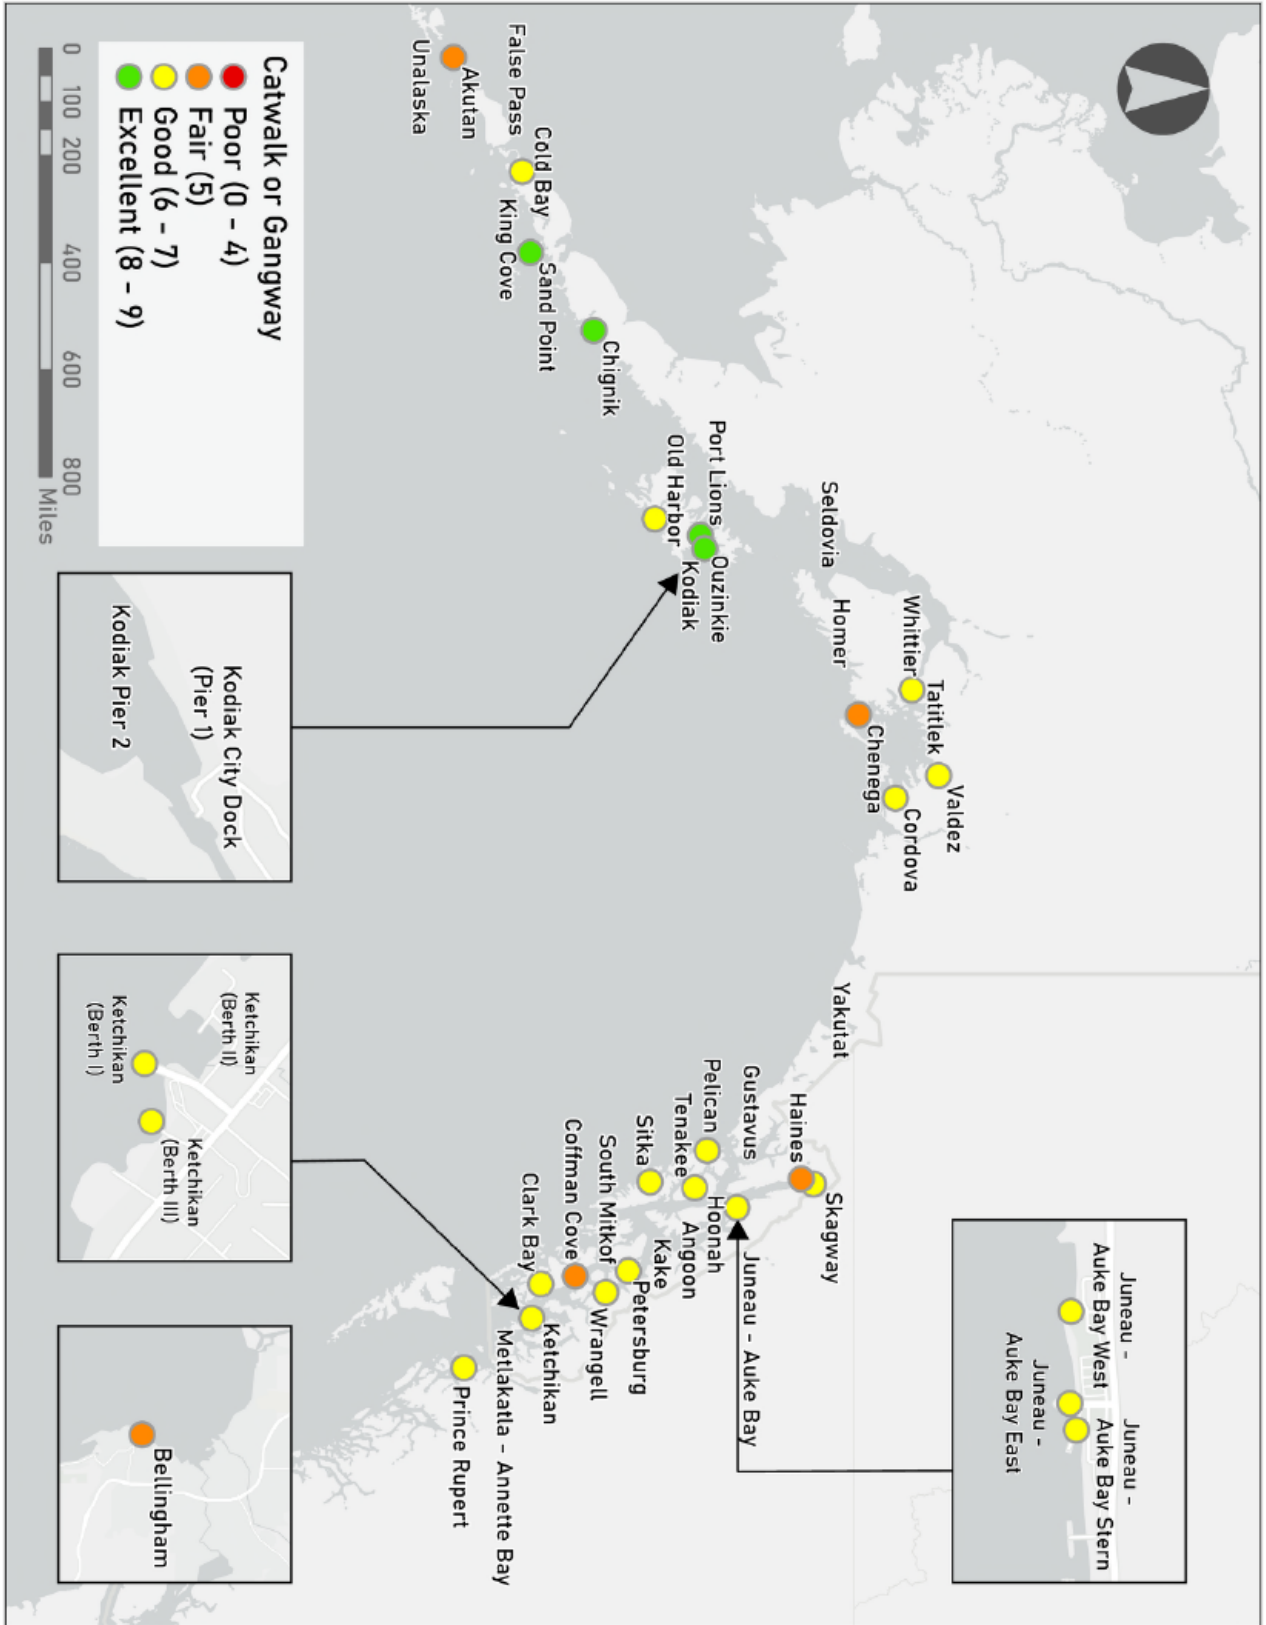 False Pass
Akutan
Unalaska
Cold Bay
King Cove
Sand Point
Chignik
Port Lions
Old Harbor
Ouzinkie
Kodiak
Seldovia
Homer
Whittier
Tatitlek
Chenega
Valdez
Cordova
Yakutat
Gustavus
Haines
Skagway
Pelican
Tenakee
Hoonah
Angoon
Sitka
Juneau - Auke Bay
Kake
South Mitkof
Petersburg
Coffman Cove
Wrangell
Clark Bay
Ketchikan
Metlakatla - Annette Bay
Prince Rupert
Juneau -
Auke Bay West
Juneau -
Auke Bay Stern
Juneau -
Auke Bay East
Catwalk or Gangway
Poor (0 - 4)
Fair (5)
Good (6 - 7)
Excellent (8 - 9)
0 100 200 400 600 800
Miles
Kodiak City Dock
(Pier 1)
Kodiak Pier 2
Ketchikan
(Berth II)
Ketchikan
(Berth III)
Ketchikan
(Berth I)
Bellingham